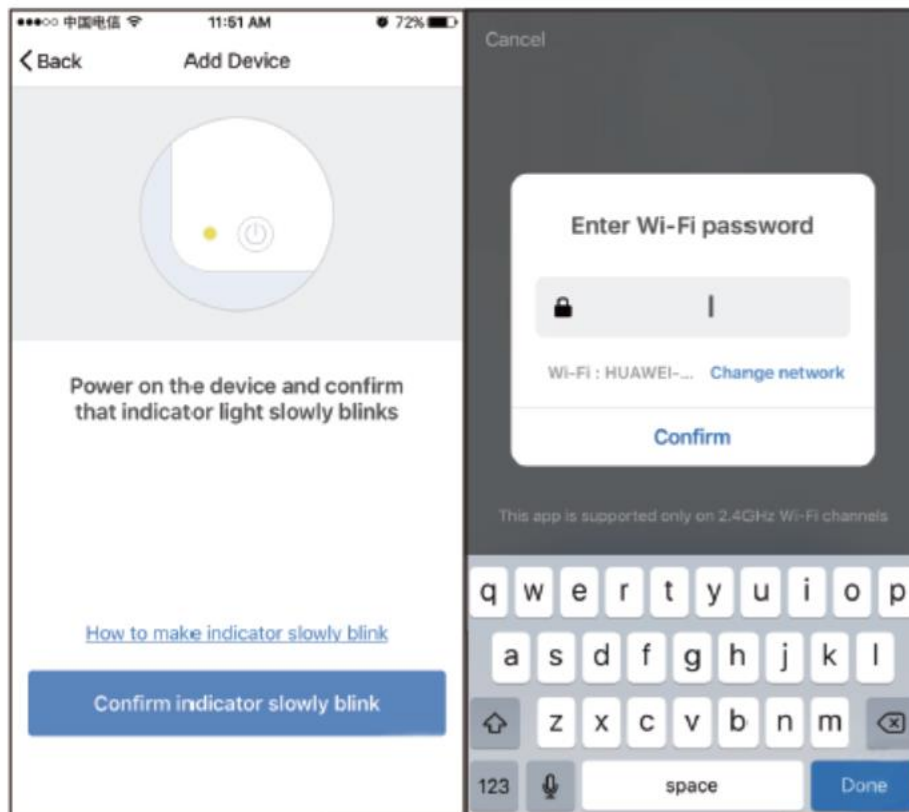 中国电信 11:51 AM 72%
Back Add Device
Power on the device and confirm
that indicator light slowly blinks
How to make indicator slowly blink
Confirm indicator slowly blink
Cancel
Enter Wi-Fi password
Wi-Fi : HUAWEI-... Change network
Confirm
This app is supported only on 2.4GHz Wi-Fi channels
q w e r t y u i o p
a s d f g h j k l
z x c v b n m
123 space Done